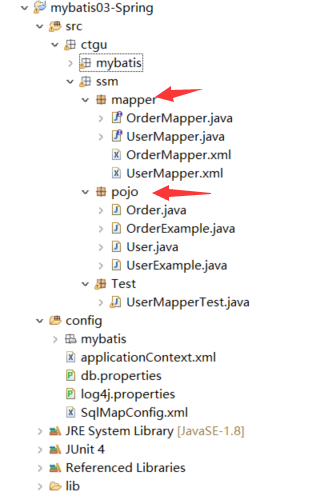 mybatis03-Spring
src
ctgu
mybatis
ssm
mapper
OrderMapper.java
UserMapper.java
OrderMapper.xml
UserMapper.xml
pojo
Order.java
OrderExample.java
User.java
UserExample.java
Test
UserMapperTest.java
config
mybatis
applicationContext.xml
db.properties
log4j.properties
SqlMapConfig.xml
JRE System Library [JavaSE-1.8]
JUnit 4
Referenced Libraries
lib